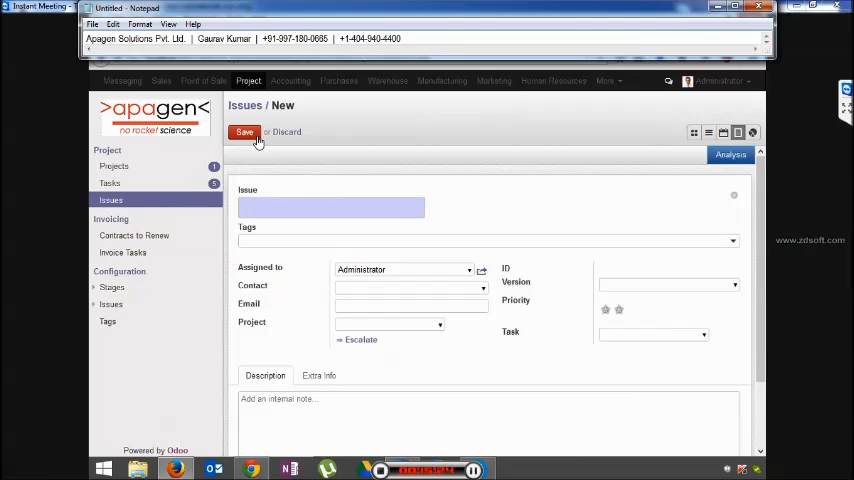 Instant Meeting - Te
Untitled - Notepad
File Edit Format View Help
Apagen Solutions Pvt. Ltd. | Gaurav Kumar | +91-997-180-0665 | +1-404-940-4400
Messaging Sales Point of Sale Project Accounting Purchases Warehouse Manufacturing Marketing Human Resources More Administrator
>apagen<
no rocket science
Issues / New
Save or Discard
Analysis
Project
Projects 1
Tasks 5
Issues
Invoicing
Contracts to Renew
Invoice Tasks
Configuration
Stages
Issues
Tags
Issue
Tags
Assigned to Administrator
Contact
Email
Project
Escalate
ID
Version
Priority
Task
Description Extra Info
Add an internal note...
Powered by Odoo
www.zdsoft.com